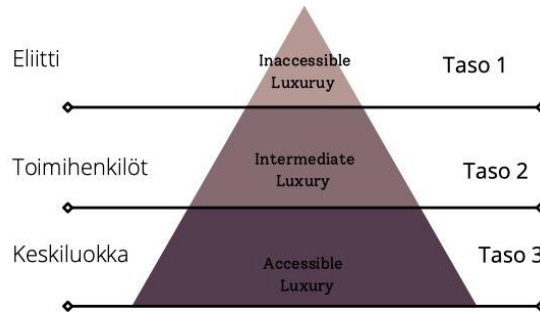 Eliitti
Inaccessible
Luxuruy
Taso 1
Toimihenkilöt
Intermediate
Luxury
Taso 2
Keskiluokka
Accessible
Luxury
Taso 3